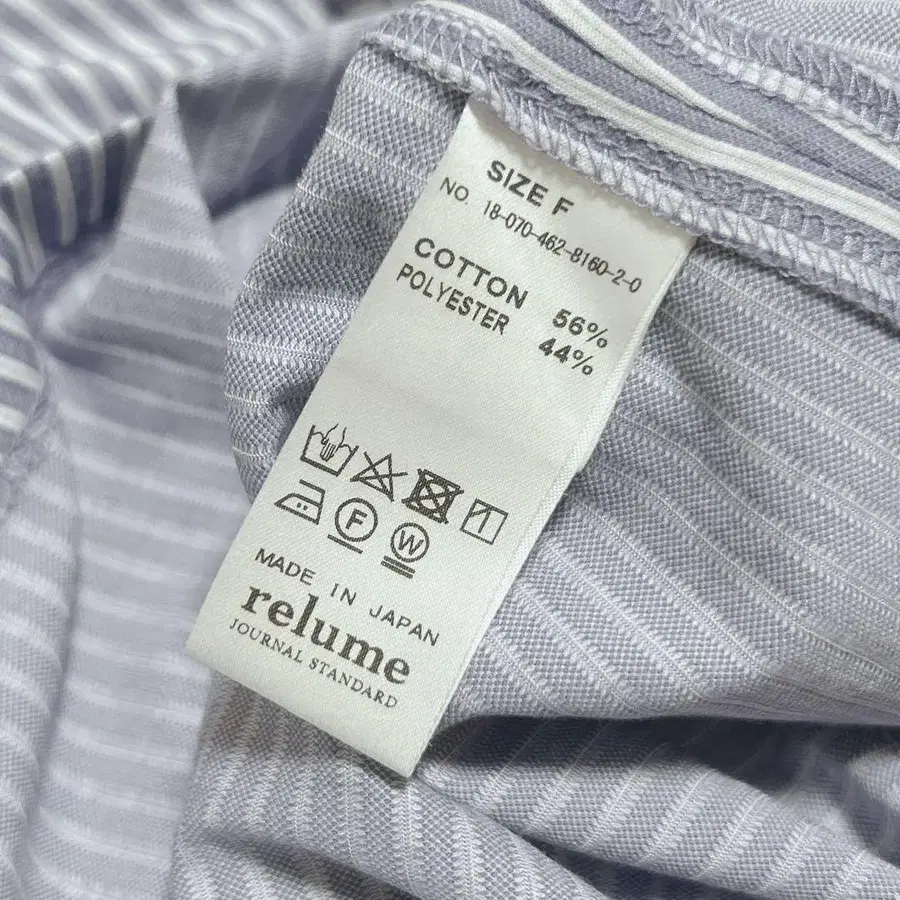 SIZE F
NO. 18-070-462-8160-2-0
COTTON 56%
POLYESTER 44%
F
W
MADE IN JAPAN
relume
JOURNAL STANDARD